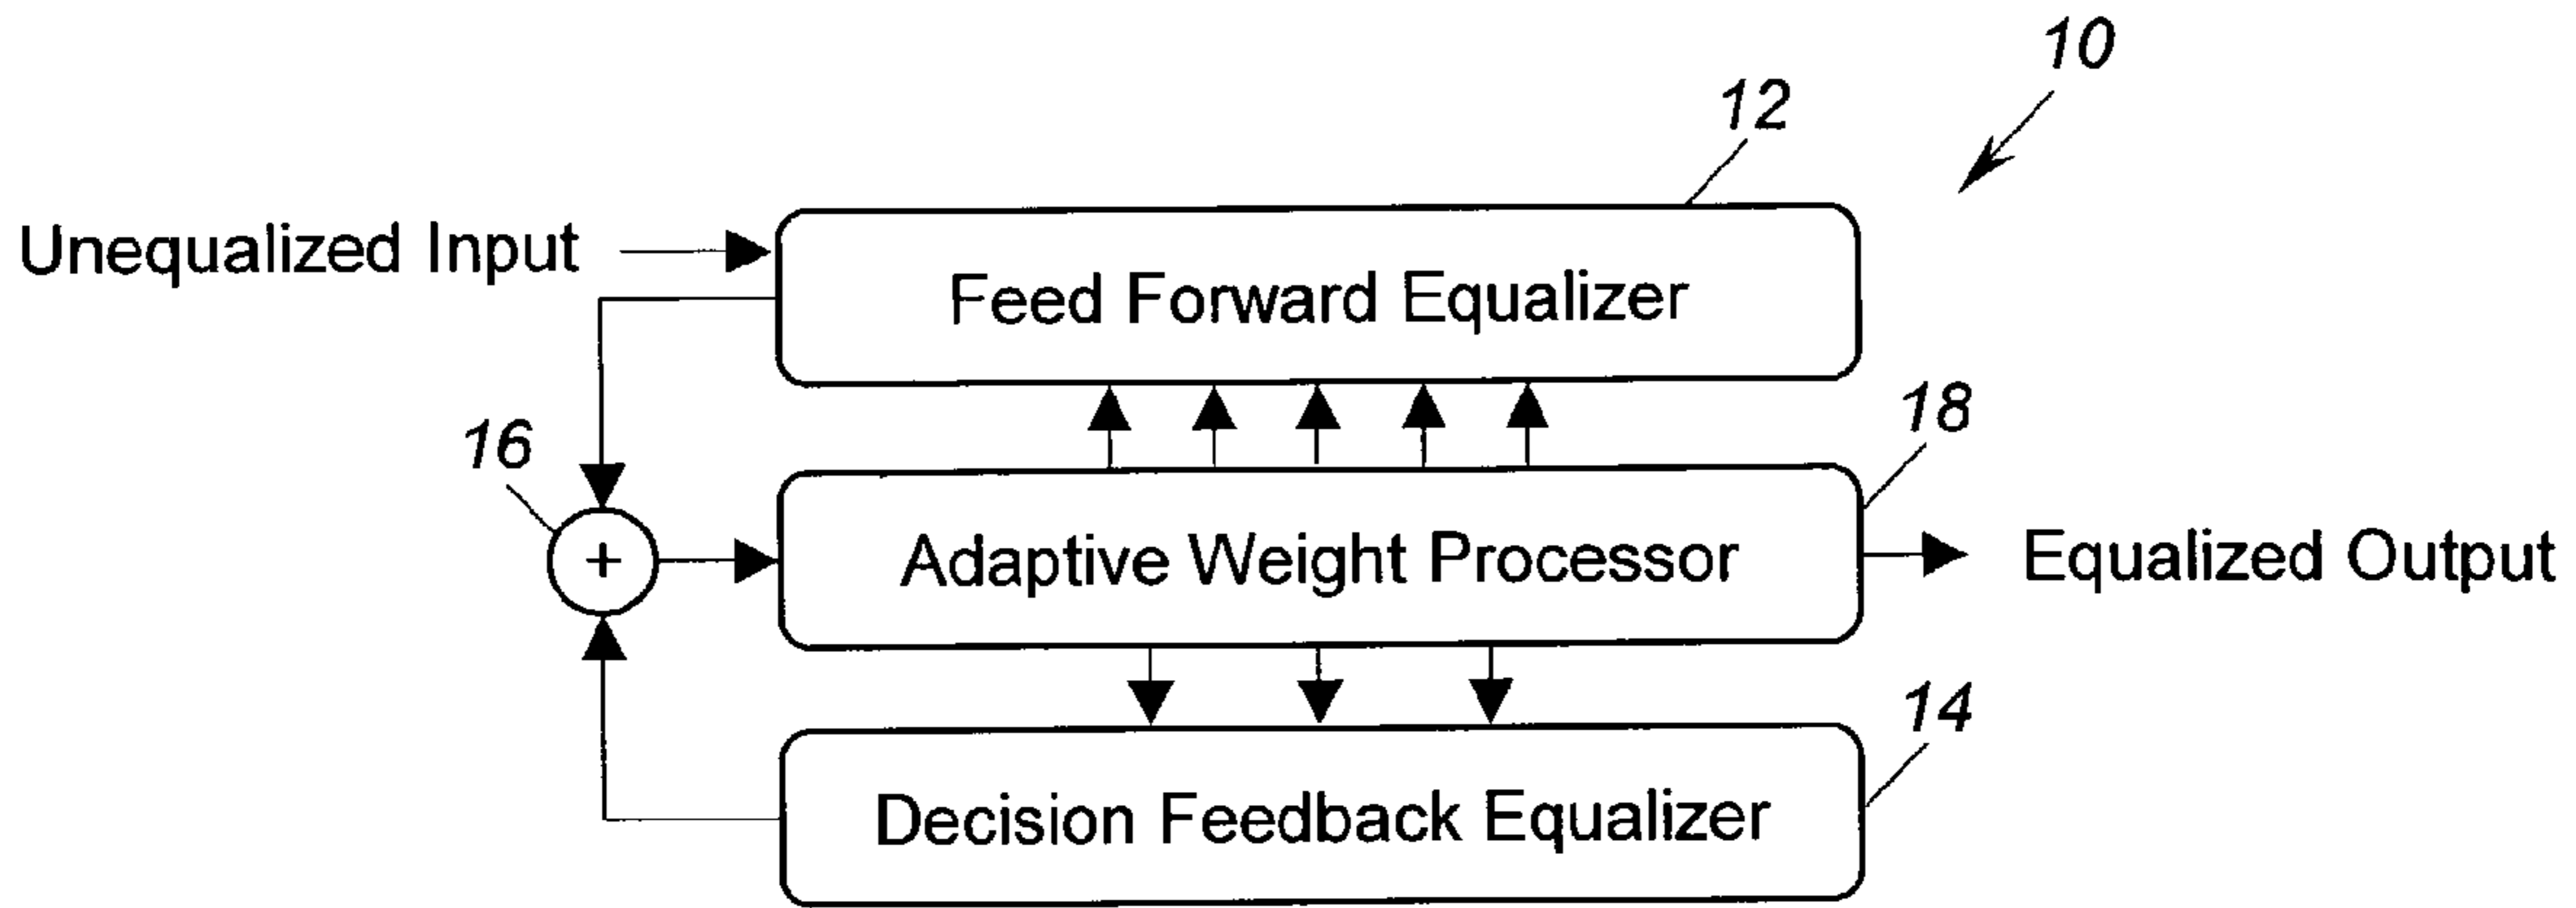 10
12
Unequalized Input
Feed Forward Equalizer
16
18
+
Adaptive Weight Processor
Equalized Output
14
Decision Feedback Equalizer